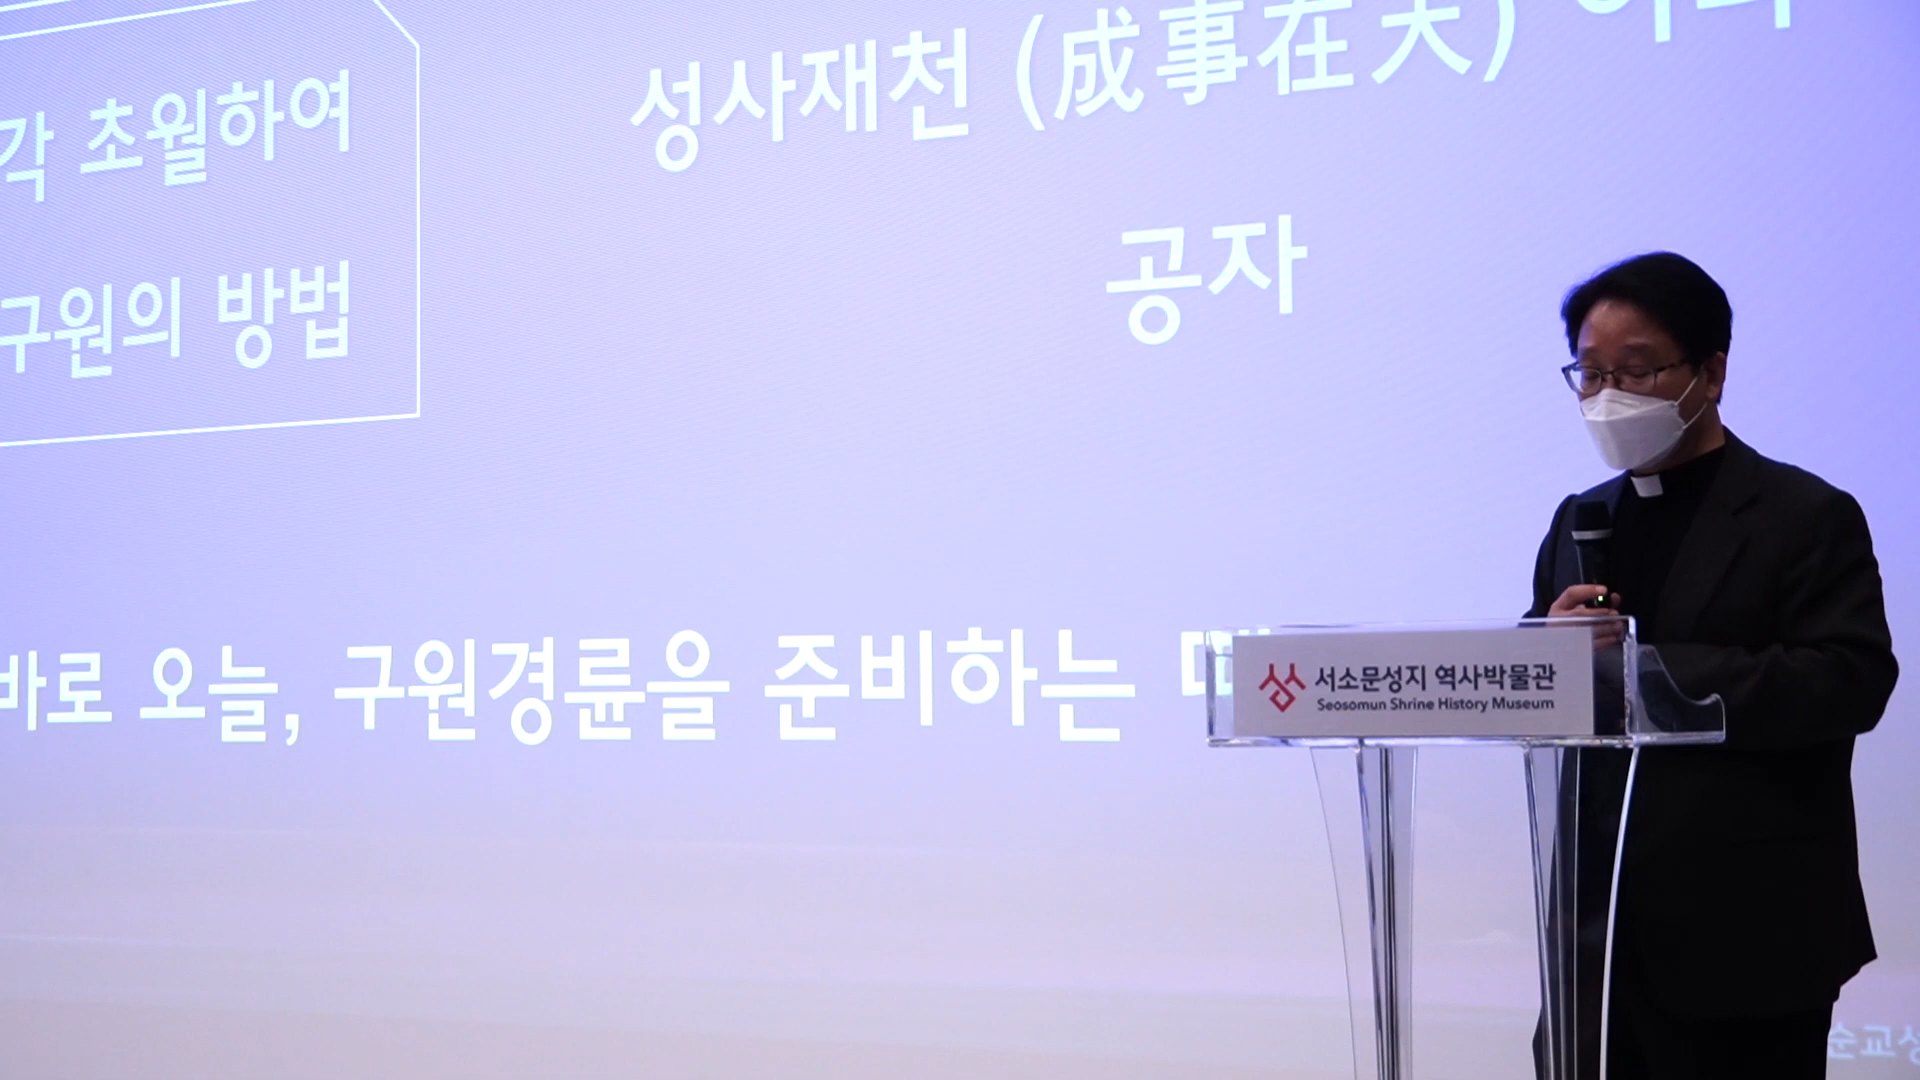 각 초월하여
구원의 방법
성사재천 (成事在天)
공자
바로 오늘, 구원경륜을 준비하는
서소문성지 역사박물관
Seosomun Shrine History Museum
순교